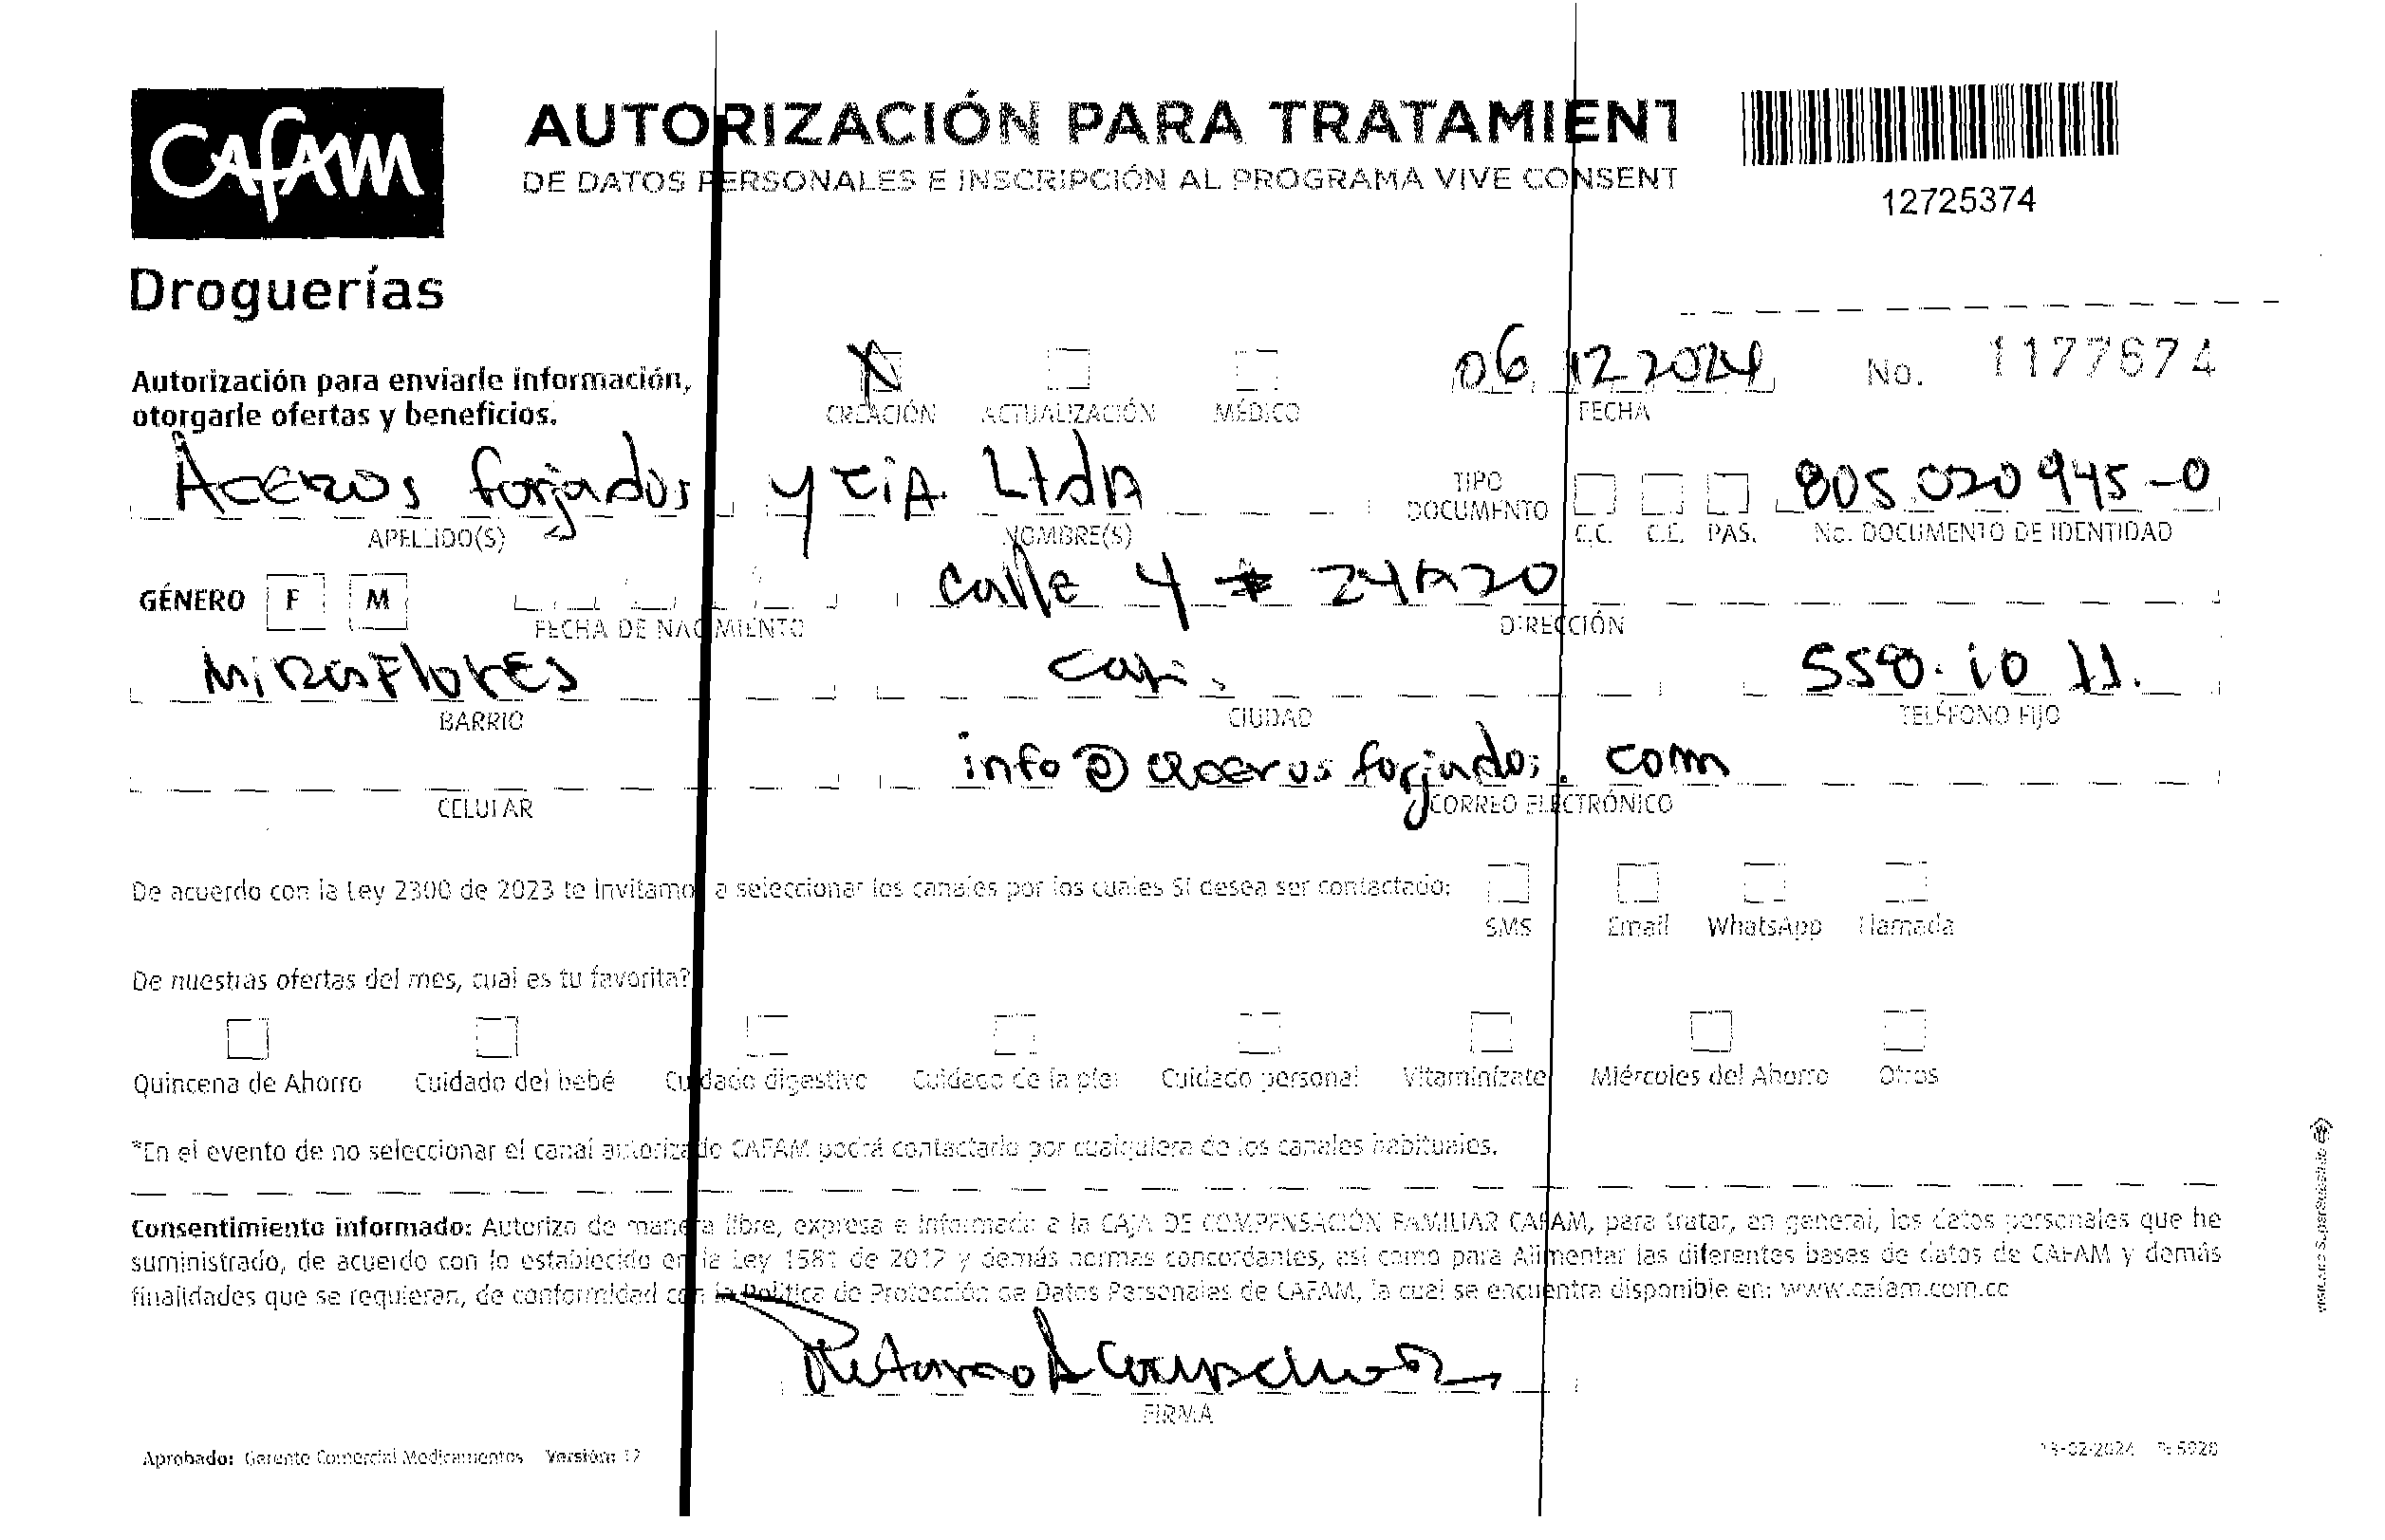 CAFAM
Droguerías
AUTORIZACIÓN PARA TRATAMIENT
DE DATOS PERSONALES E INSCRIPCIÓN AL PROGRAMA VIVE CONSENT
12725374
Autorización para enviarle información,
otorgarle ofertas y beneficios.
X
CREACIÓN ACTUALIZACIÓN MÉDICO
06 12 2024
FECHA
No. 1177674
Aceros forjados y CiA. LtdA
APELLIDO(S) NOMBRE(S)
TIPO DOCUMENTO C.C. C.E. PAS.
805 020 945-0
No. DOCUMENTO DE IDENTIDAD
GÉNERO F M
FECHA DE NACIMIENTO
Calle 4 # 24A20
DIRECCIÓN
Miraflores Cali. 558.10 11.
BARRIO CIUDAD TELÉFONO FIJO
info@acerosforjados.com
CELULAR CORREO ELECTRÓNICO
De acuerdo con la Ley 2300 de 2023 te invitamo a seleccionar los canales por los cuales SI desea ser contactado:
SMS Email WhatsApp Llamada
De nuestras ofertas del mes, cual es tu favorita?
Quincena de Ahorro Cuidado del bebé Cuidado digestivo Cuidado de la piel Cuidado personal Vitamínizate Miércoles del Ahorro Otros
*En el evento de no seleccionar el canal autorizado CAFAM podrá contactarlo por cualquiera de los canales habituales.
Consentimiento informado: Autorizo de manera libre, expresa e informada a la CAJA DE COMPENSACIÓN FAMILIAR CAFAM, para tratar, en general, los datos personales que he
suministrado, de acuerdo con lo establecido en la Ley 1581 de 2012 y demás normas concordantes, así como para Alimentar las diferentes bases de datos de CAFAM y demás
finalidades que se requieran, de conformidad con la Política de Protección de Datos Personales de CAFAM, la cual se encuentra disponible en: www.cafam.com.co
FIRMA
Aprobado: Gerente Comercial Medicamentos Versión: 12